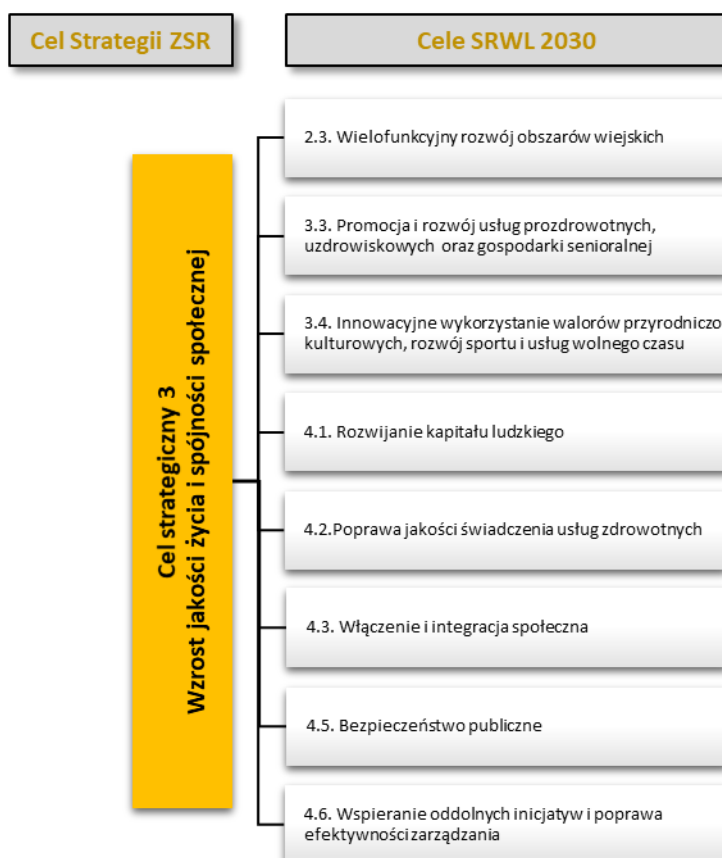 Cel Strategii ZSR
Cele SRWL 2030
Cel strategiczny 3
Wzrost jakości życia i spójności społecznej
2.3. Wielofunkcyjny rozwój obszarów wiejskich
3.3. Promocja i rozwój usług prozdrowotnych,
uzdrowiskowych oraz gospodarki senioralnej
3.4. Innowacyjne wykorzystanie walorów przyrodniczo
kulturowych, rozwój sportu i usług wolnego czasu
4.1. Rozwijanie kapitału ludzkiego
4.2.Poprawa jakości świadczenia usług zdrowotnych
4.3. Włączenie i integracja społeczna
4.5. Bezpieczeństwo publiczne
4.6. Wspieranie oddolnych inicjatyw i poprawa
efektywności zarządzania